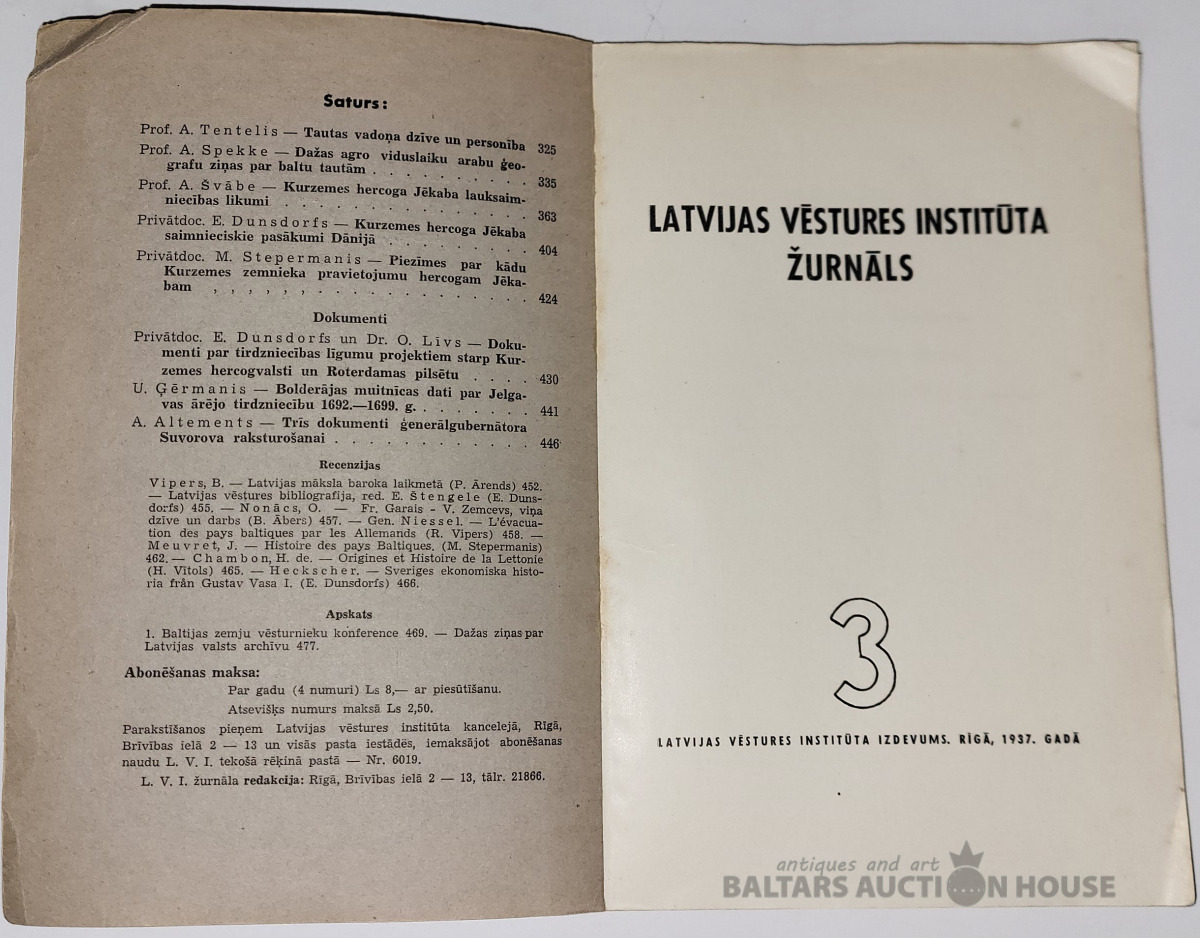 Saturs:
Prof. A. Tentelis — Tautas vadoņa dzīve un personība 325
Prof. A. Spekke — Dažas agro viduslaiku arabu ģeo-
grafu ziņas par baltu tautām . . . . . . . . . 335
Prof. A. Švābe — Kurzemes hercoga Jēkaba lauksaim-
niecības likumi . . . . . . . . . . . . . . . 363
Privātdoc. E. Dunsdorfs — Kurzemes hercoga Jēkaba
saimnieciskie pasākumi Dānijā . . . . . . . . . 404
Privātdoc. M. Stepermanis — Piezīmes par kādu
Kurzemes zemnieka pravietojumu hercogam Jēka-
bam , , , , , , . . . . . . . . . . . . . 424
Dokumenti
Privātdoc. E. Dunsdorfs un Dr. O. Līvs — Doku-
menti par tirdzniecības līgumu projektiem starp Kur-
zemes hercogvalsti un Roterdamas pilsētu . . . . 430
U. Ģērmanis — Bolderājas muitnīcas dati par Jelga-
vas ārējo tirdzniecību 1692.—1699. g. . . . . . . . 441
A. Altements — Trīs dokumenti ģenerālgubernātora
Suvorova raksturošanai . . . . . . . . . . . . 446
Recenzijas
Vipers, B. — Latvijas māksla baroka laikmetā (P. Ārends) 452.
— Latvijas vēstures bibliografija, red. E. Štengele (E. Duns-
dorfs) 455. — Nonācs, O. — Fr. Garais - V. Zemcevs, viņa
dzīve un darbs (B. Ābers) 457. — Gen. Niessel. — L'évacua-
tion des pays baltiques par les Allemands (R. Vipers) 458. —
Meuvret, J. — Histoire des pays Baltiques. (M. Stepermanis)
462. — Chambon, H. de. — Origines et Histoire de la Lettonie
(H. Vītols) 465. — Heckscher. — Sveriges ekonomiska histo-
ria från Gustav Vasa I. (E. Dunsdorfs) 466.
Apskats
1. Baltijas zemju vēsturnieku konference 469. — Dažas ziņas par
Latvijas valsts archīvu 477.
Abonēšanas maksa:
Par gadu (4 numuri) Ls 8,— ar piesūtīšanu.
Atsevišķs numurs maksā Ls 2,50.
Parakstīšanos pieņem Latvijas vēstures institūta kancelejā, Rīgā,
Brīvības ielā 2 — 13 un visās pasta iestādēs, iemaksājot abonēšanas
naudu L. V. I. tekošā rēķinā pastā — Nr. 6019.
L. V. I. žurnāla redakcija: Rīgā, Brīvības ielā 2 — 13, tālr. 21866.
LATVIJAS VĒSTURES INSTITŪTA
ŽURNĀLS
3
LATVIJAS VĒSTURES INSTITŪTA IZDEVUMS. RĪGĀ, 1937. GADĀ
antiques and art
BALTARS AUCTION HOUSE